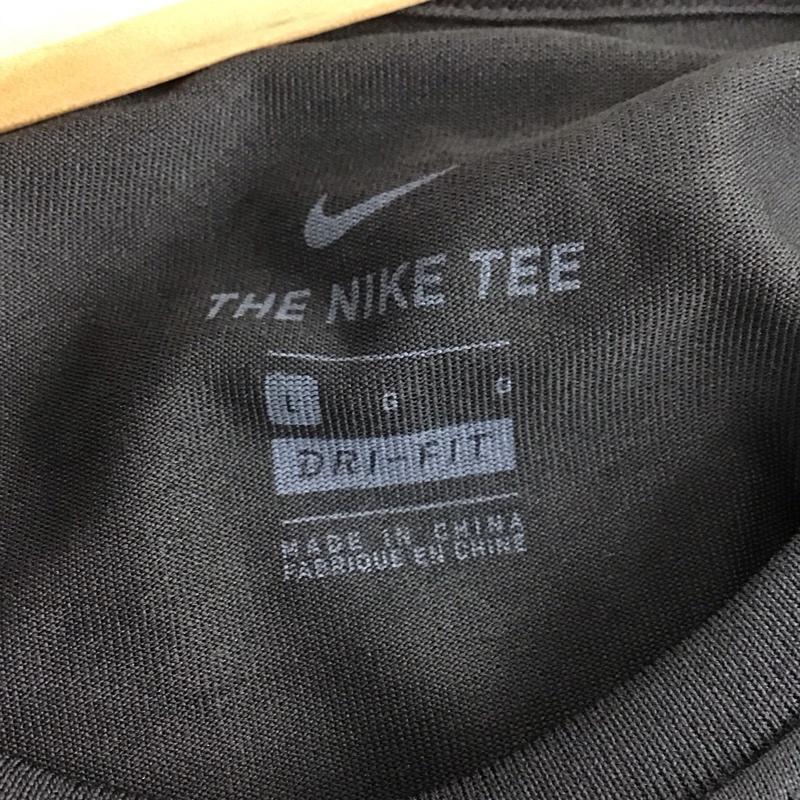 THE NIKE TEE
L G G
DRI-FIT
MADE IN CHINA
FABRIQUE EN CHINE